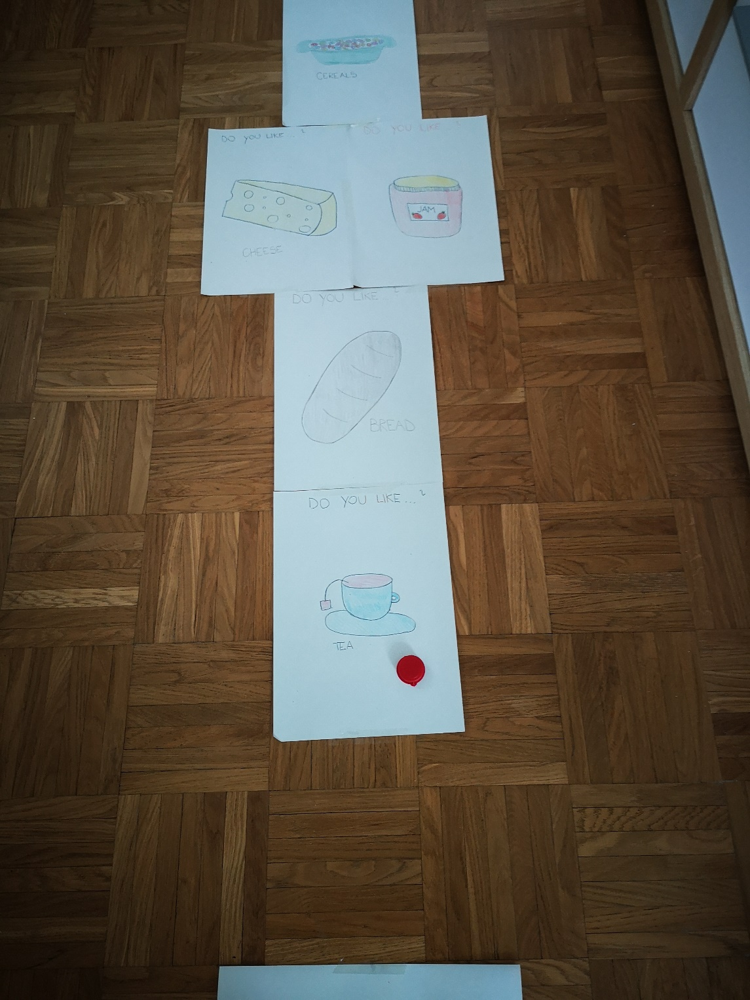 CEREALS
DO YOU LIKE...?
CHEESE
DO YOU LIKE ?
JAM
DO YOU LIKE ?
BREAD
DO YOU LIKE...?
TEA